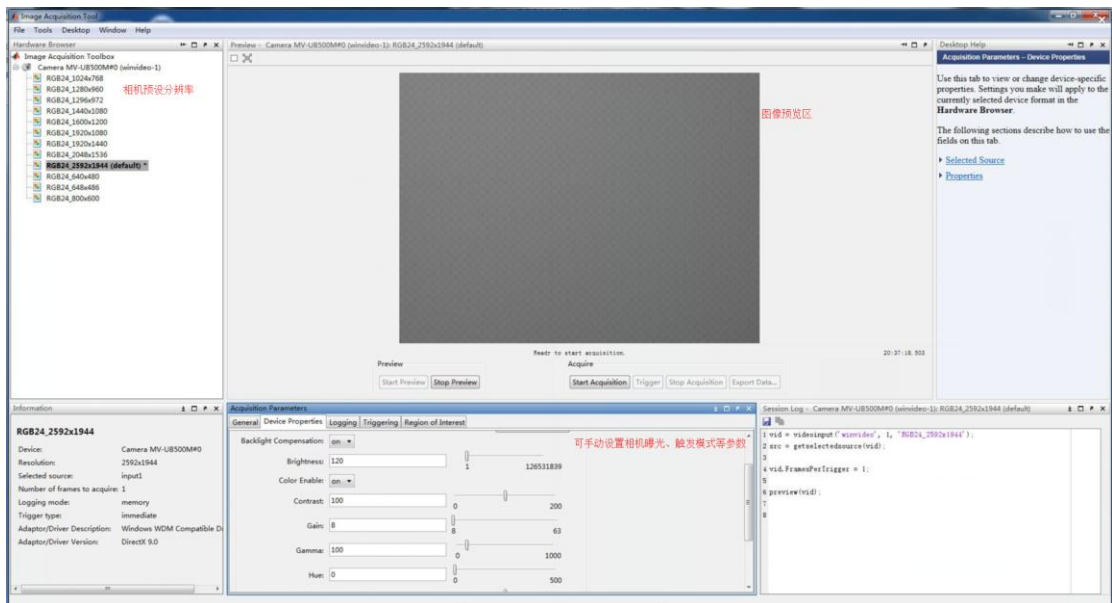 Image Acquisition Tool
File Tools Desktop Window Help
Hardware Browser
Image Acquisition Toolbox
Camera MV-UB500M#0 (winvideo-1)
RGB24_1024x768
RGB24_1280x960
RGB24_1296x972
RGB24_1440x1080
RGB24_1600x1200
RGB24_1920x1080
RGB24_1920x1440
RGB24_2048x1536
RGB24_2592x1944 (default) *
RGB24_640x480
RGB24_648x486
RGB24_800x600
相机预设分辨率
Preview - Camera MV-UB500M#0 (winvideo-1): RGB24_2592x1944 (default)
图像预览区
Ready to start acquisition.
20:37:18.503
Preview
Start Preview Stop Preview
Acquire
Start Acquisition Trigger Stop Acquisition Export Data...
Desktop Help
Acquisition Parameters – Device Properties
Use this tab to view or change device-specific
properties. Settings you make will apply to the
currently selected device format in the
Hardware Browser.
The following sections describe how to use the
fields on this tab.
Selected Source
Properties
Information
RGB24_2592x1944
Device: Camera MV-UB500M#0
Resolution: 2592x1944
Selected source: input1
Number of frames to acquire: 1
Logging mode: memory
Trigger type: immediate
Adaptor/Driver Description: Windows WDM Compatible D
Adaptor/Driver Version: DirectX 9.0
Acquisition Parameters
General Device Properties Logging Triggering Region of Interest
可手动设置相机曝光、触发模式等参数
Backlight Compensation: on
Brightness: 120 1 126531839
Color Enable: on
Contrast: 100 0 200
Gain: 8 8 63
Gamma: 100 0 1000
Hue: 0 0 500
Session Log - Camera MV-UB500M#0 (winvideo-1): RGB24_2592x1944 (default)
1 vid = videoinput('winvideo', 1, 'RGB24_2592x1944');
2 src = getselectedsource(vid);
3
4 vid.FramesPerTrigger = 1;
5
6 preview(vid);
7
8